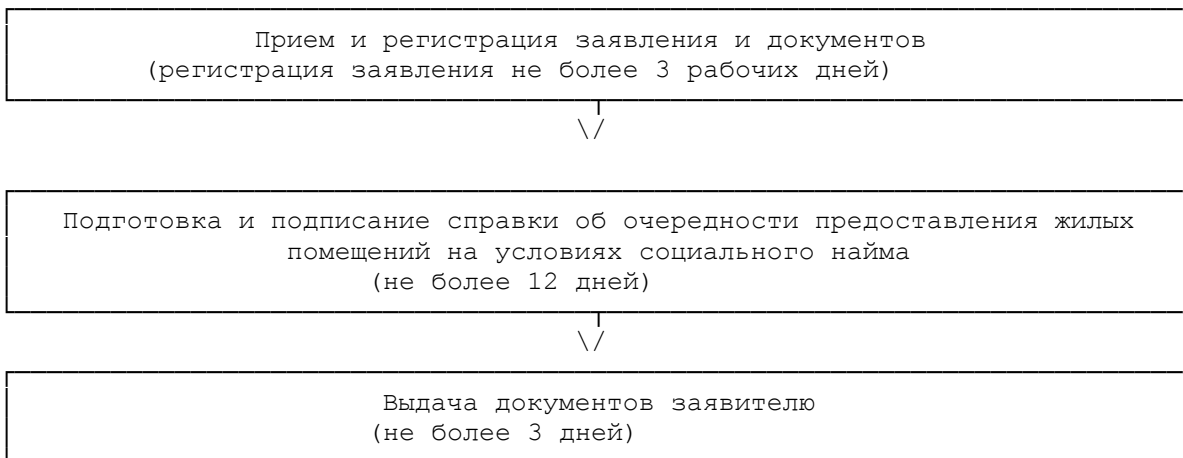 Прием и регистрация заявления и документов
(регистрация заявления не более 3 рабочих дней)
\/
Подготовка и подписание справки об очередности предоставления жилых
помещений на условиях социального найма
(не более 12 дней)
\/
Выдача документов заявителю
(не более 3 дней)